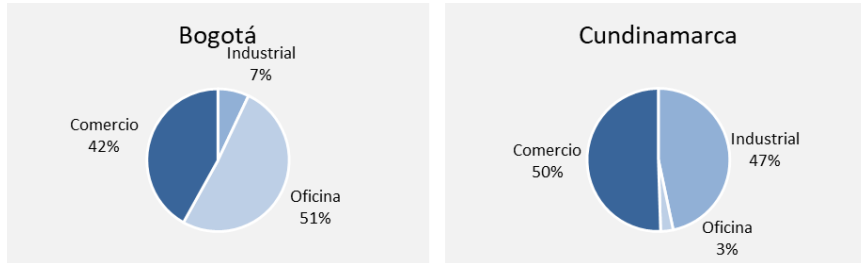 Bogotá
Industrial
7%
Comercio
42%
Oficina
51%
Cundinamarca
Industrial
47%
Comercio
50%
Oficina
3%